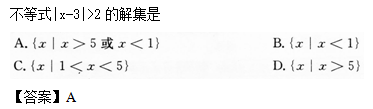 不等式|x-3|>2的解集是
A. {x | x > 5 或 x < 1} B. {x | x < 1}
C. {x | 1 < x < 5} D. {x | x > 5}
【答案】A